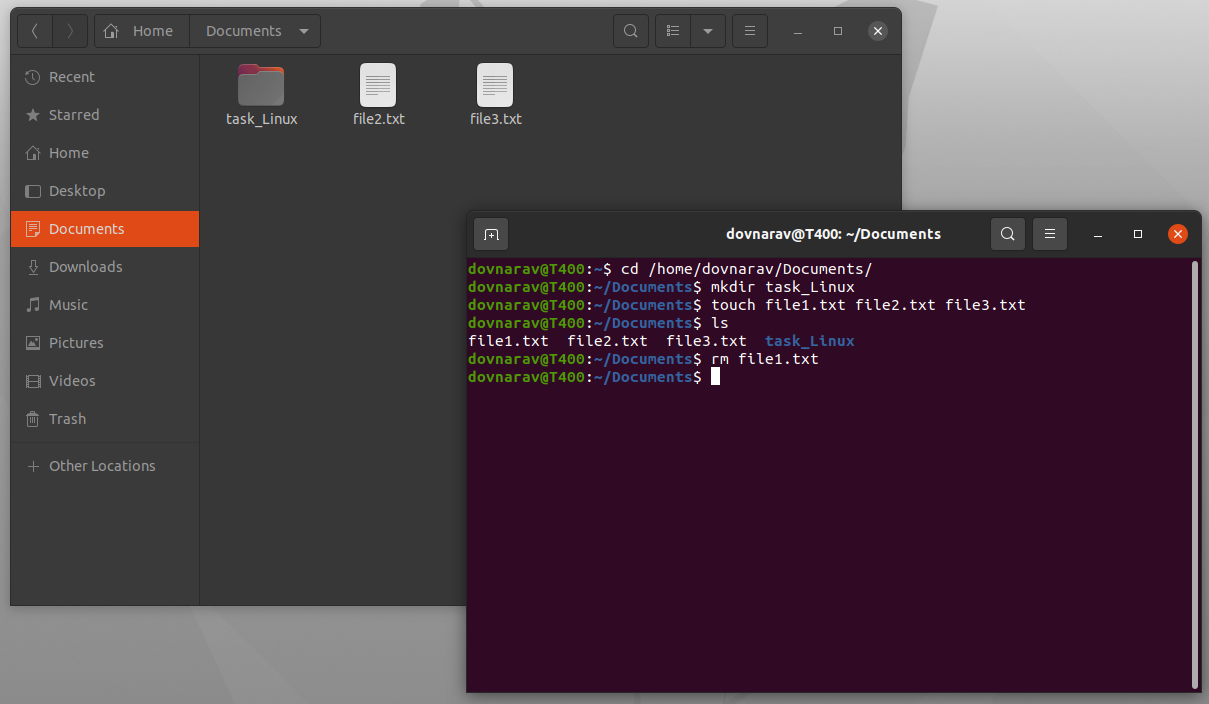 Home Documents
Recent
Starred
Home
Desktop
Documents
Downloads
Music
Pictures
Videos
Trash
Other Locations
task_Linux file2.txt file3.txt
dovnarav@T400: ~/Documents
dovnarav@T400:~$ cd /home/dovnarav/Documents/
dovnarav@T400:~/Documents$ mkdir task_Linux
dovnarav@T400:~/Documents$ touch file1.txt file2.txt file3.txt
dovnarav@T400:~/Documents$ ls
file1.txt  file2.txt  file3.txt  task_Linux
dovnarav@T400:~/Documents$ rm file1.txt
dovnarav@T400:~/Documents$